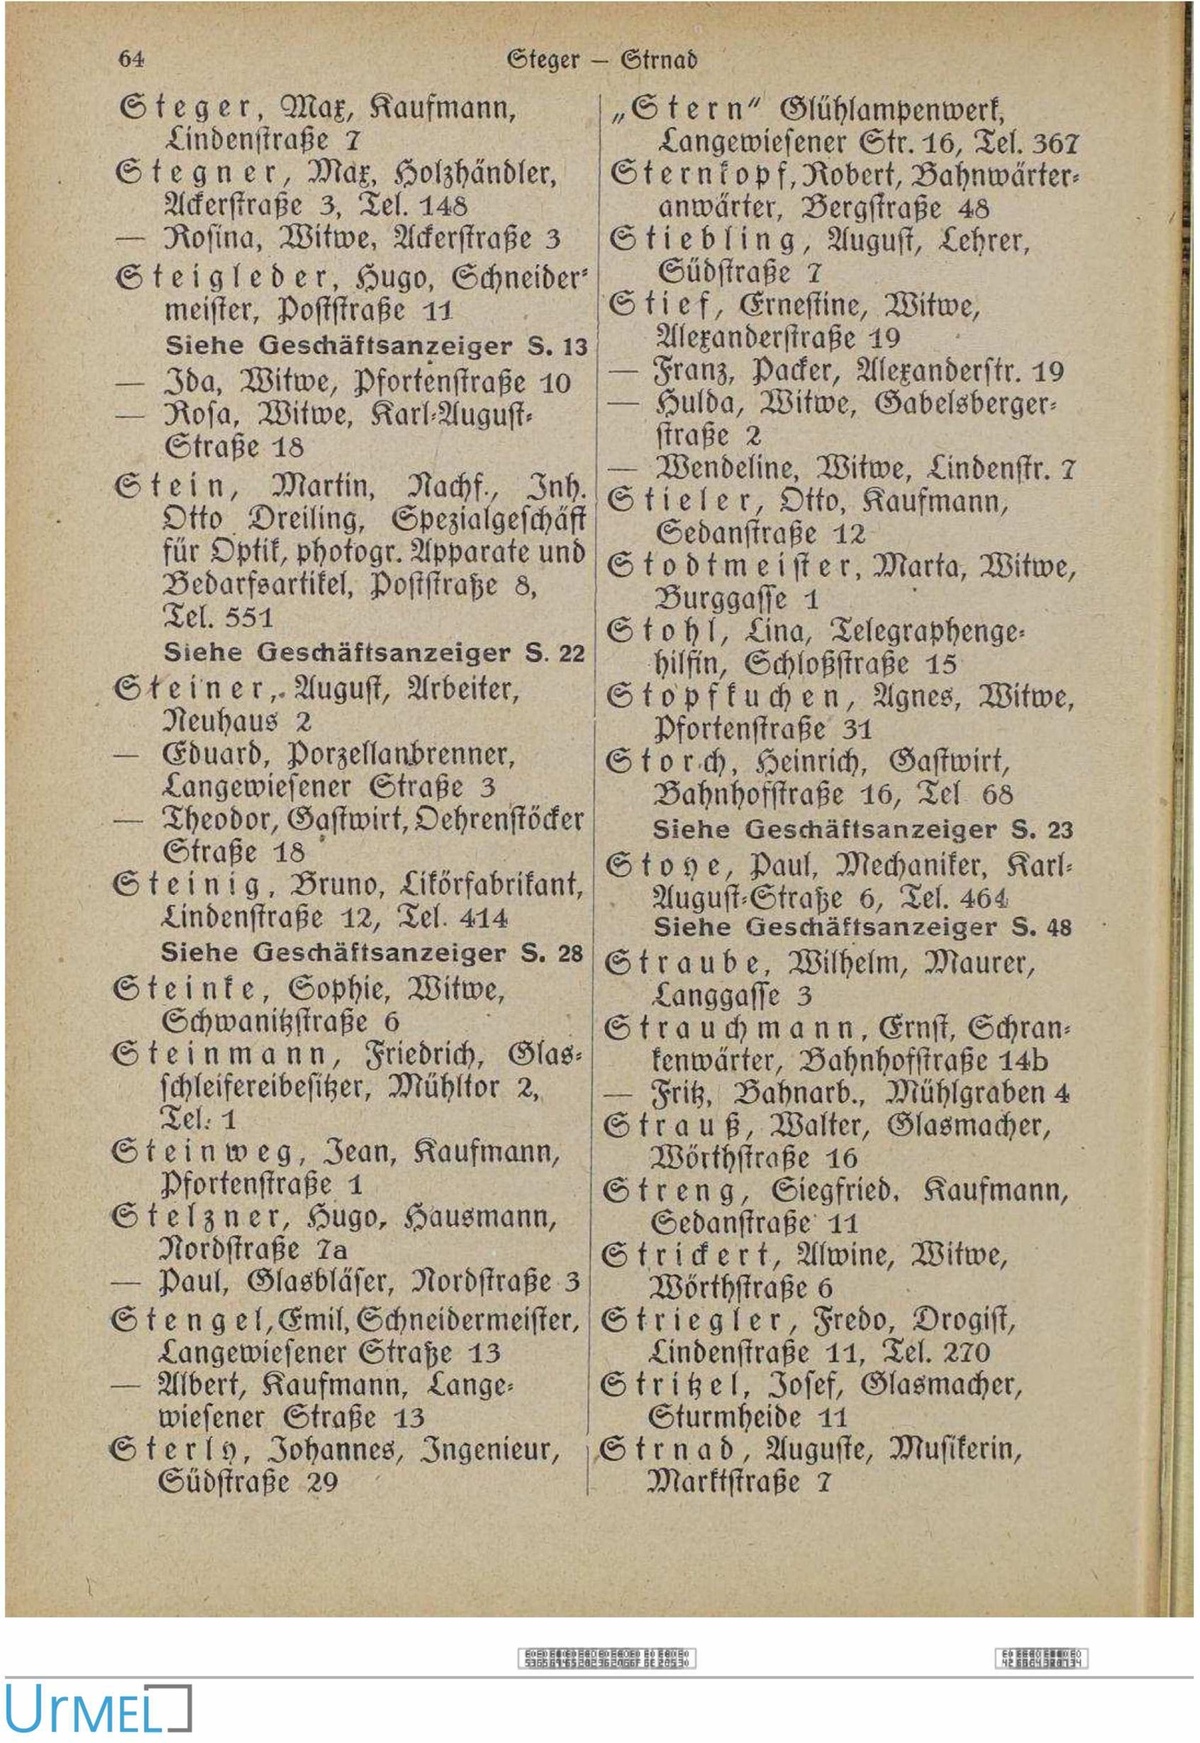 64
Steger — Strnad
Steger, Max, Kaufmann,
Lindenstraße 7
Stegner, Max, Holzhändler,
Ackerstraße 3, Tel. 148
— Rosina, Witwe, Ackerstraße 3
Steigleder, Hugo, Schneider-
meister, Poststraße 11
Siehe Geschäftsanzeiger S. 13
— Ida, Witwe, Pfortenstraße 10
— Rosa, Witwe, Karl-August-
Straße 18
Stein, Martin, Nachf., Inh.
Otto Dreiling, Spezialgeschäft
für Optik, photogr. Apparate und
Bedarfsartikel, Poststraße 8,
Tel. 551
Siehe Geschäftsanzeiger S. 22
Steiner, August, Arbeiter,
Neuhaus 2
— Eduard, Porzellanbrenner,
Langewiesener Straße 3
— Theodor, Gastwirt, Oehrenstöcker
Straße 18
Steinig, Bruno, Likörfabrikant,
Lindenstraße 12, Tel. 414
Siehe Geschäftsanzeiger S. 28
Steinke, Sophie, Witwe,
Schwanitzstraße 6
Steinmann, Friedrich, Glas-
schleifereibesitzer, Mühltor 2,
Tel. 1
Steinweg, Jean, Kaufmann,
Pfortenstraße 1
Stelzner, Hugo, Hausmann,
Nordstraße 7a
— Paul, Glasbläser, Nordstraße 3
Stengel, Emil, Schneidermeister,
Langewiesener Straße 13
— Albert, Kaufmann, Lange-
wiesener Straße 13
Sterly, Johannes, Ingenieur,
Südstraße 29
„Stern" Glühlampenwerk,
Langewiesener Str. 16, Tel. 367
Sternkopf, Robert, Bahnwärter-
anwärter, Bergstraße 48
Stiebling, August, Lehrer,
Südstraße 7
Stief, Ernestine, Witwe,
Alexanderstraße 19
— Franz, Packer, Alexanderstr. 19
— Hulda, Witwe, Gabelsberger-
straße 2
— Wendeline, Witwe, Lindenstr. 7
Stieler, Otto, Kaufmann,
Sedanstraße 12
Stodtmeister, Marta, Witwe,
Burggasse 1
Stohl, Lina, Telegraphenge-
hilfin, Schloßstraße 15
Stopfkuchen, Agnes, Witwe,
Pfortenstraße 31
Storch, Heinrich, Gastwirt,
Bahnhofstraße 16, Tel 68
Siehe Geschäftsanzeiger S. 23
Stoye, Paul, Mechaniker, Karl-
August-Straße 6, Tel. 464
Siehe Geschäftsanzeiger S. 48
Straube, Wilhelm, Maurer,
Langgasse 3
Strauchmann, Ernst, Schran-
kenwärter, Bahnhofstraße 14b
— Fritz, Bahnarb., Mühlgraben 4
Strauß, Walter, Glasmacher,
Wörthstraße 16
Streng, Siegfried, Kaufmann,
Sedanstraße 11
Strickert, Alwine, Witwe,
Wörthstraße 6
Striegler, Fredo, Drogist,
Lindenstraße 11, Tel. 270
Stritzel, Josef, Glasmacher,
Sturmheide 11
Strnad, Auguste, Musikerin,
Marktstraße 7
UrMEL